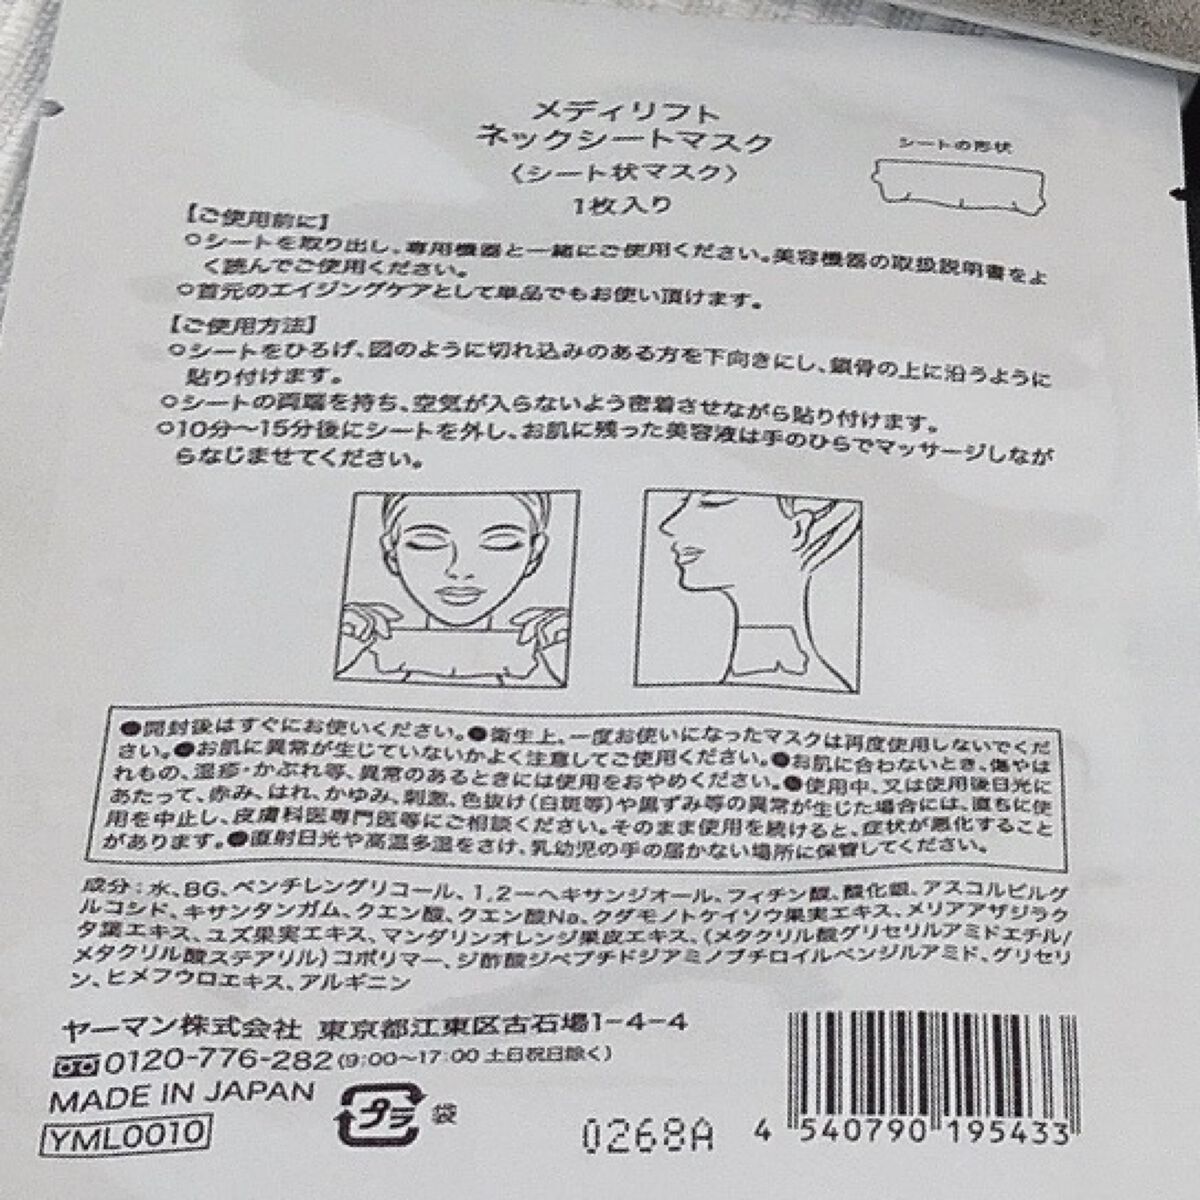 メディリフト
ネックシートマスク
〈シート状マスク〉
1枚入り
シートの形状
【ご使用前に】
○シートを取り出し、専用機器と一緒にご使用ください。美容機器の取扱説明書をよ
く読んでご使用ください。
○首元のエイジングケアとして単品でもお使い頂けます。
【ご使用方法】
○シートをひろげ、図のように切れ込みのある方を下向きにし、鎖骨の上に沿うように
貼り付けます。
○シートの両端を持ち、空気が入らないよう密着させながら貼り付けます。
○10分〜15分後にシートを外し、お肌に残った美容液は手のひらでマッサージしなが
らなじませてください。
●開封後はすぐにお使いください。●衛生上、一度お使いになったマスクは再度使用しないでくだ
さい。●お肌に異常が生じていないかよく注意してご使用ください。●お肌に合わないとき、傷やは
れもの、湿疹・かぶれ等、異常のあるときには使用をおやめください。●使用中、又は使用後日光に
あたって、赤み、はれ、かゆみ、刺激、色抜け(白斑等)や黒ずみ等の異常が生じた場合には、直ちに使
用を中止し、皮膚科医専門医等にご相談ください。そのまま使用を続けると、症状が悪化すること
があります。●直射日光や高温多湿をさけ、乳幼児の手の届かない場所に保管してください。
成分：水、BG、ペンチレングリコール、1,2-ヘキサンジオール、フィチン酸、酸化銀、アスコルビルグ
ルコシド、キサンタンガム、クエン酸、クエン酸Na、クダモノトケイソウ果実エキス、メリアアザジラク
タ葉エキス、ユズ果実エキス、マンダリンオレンジ果皮エキス、(メタクリル酸グリセリルアミドエチル/
メタクリル酸ステアリル)コポリマー、ジ酢酸ジペプチドジアミノブチロイルベンジルアミド、グリセリ
ン、ヒメフウロエキス、アルギニン
ヤーマン株式会社 東京都江東区古石場1-4-4
0120-776-282(9:00〜17:00 土日祝日除く)
MADE IN JAPAN
プラ 袋
YML0010
0268A
4 540790 195433